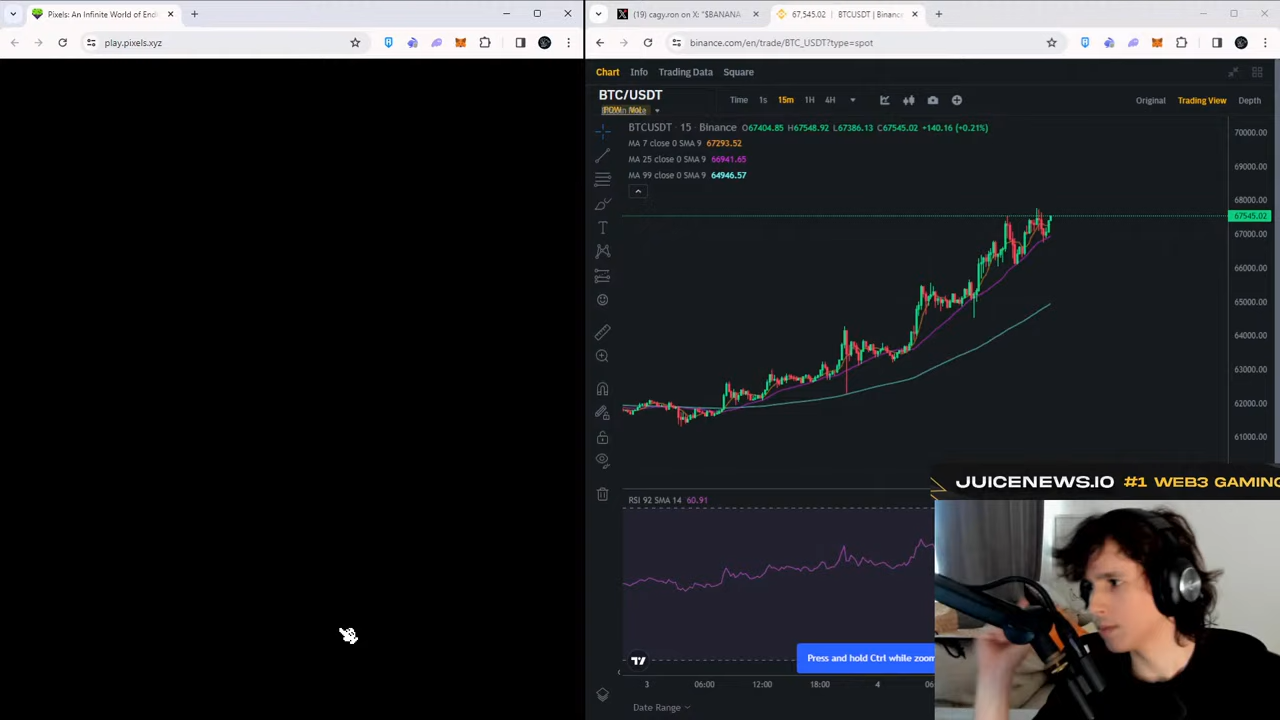 Pixels: An Infinite World of End
play.pixels.xyz
(19) cagy.ron on X: "$BANANA
67,545.02 | BTCUSDT | Binanc
binance.com/en/trade/BTC_USDT?type=spot
Chart Info Trading Data Square
BTC/USDT
Time 1s 15m 1H 4H
Original Trading View Depth
BTCUSDT · 15 · Binance O67404.85 H67548.92 L67386.13 C67545.02 +140.16 (+0.21%)
MA 7 close 0 SMA 9 67293.52
MA 25 close 0 SMA 9 66941.65
MA 99 close 0 SMA 9 64946.57
70000.00
69000.00
68000.00
67545.02
67000.00
66000.00
65000.00
64000.00
63000.00
62000.00
61000.00
JUICENEWS.IO #1 WEB3 GAMING
RSI 92 SMA 14 60.91
Press and hold Ctrl while zoom
3 06:00 12:00 18:00 4
Date Range